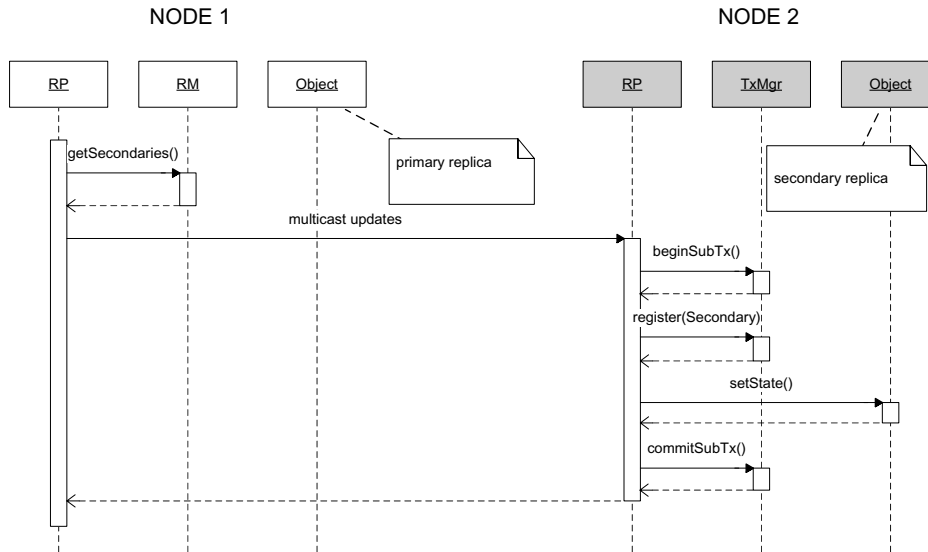 NODE 1
NODE 2
RP
RM
Object
RP
TxMgr
Object
getSecondaries()
primary replica
secondary replica
multicast updates
beginSubTx()
register(Secondary)
setState()
commitSubTx()